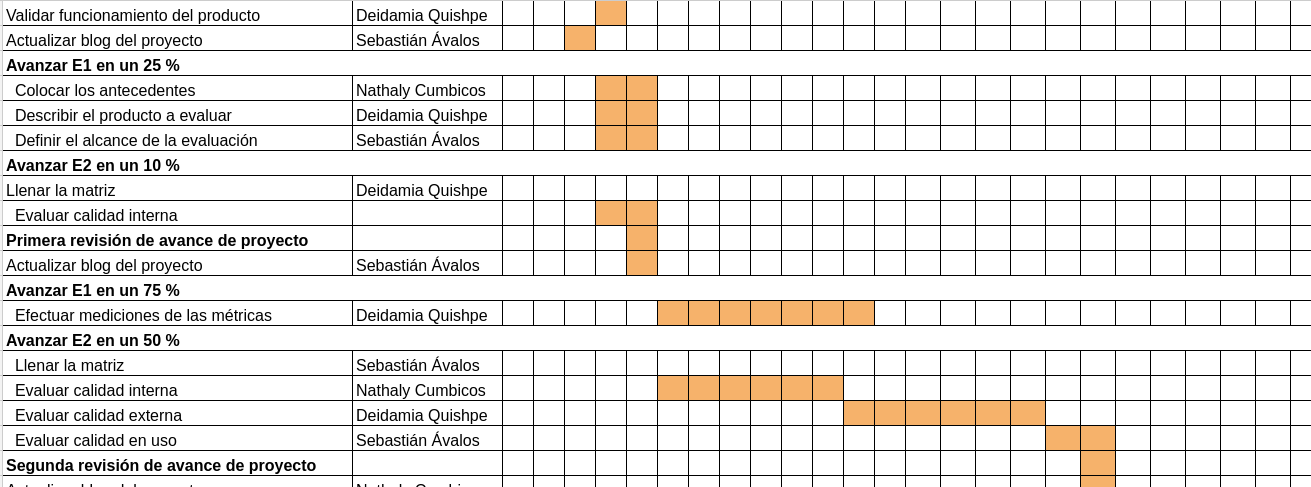 Validar funcionamiento del producto Deidamia Quishpe
Actualizar blog del proyecto Sebastián Ávalos
Avanzar E1 en un 25 %
Colocar los antecedentes Nathaly Cumbicos
Describir el producto a evaluar Deidamia Quishpe
Definir el alcance de la evaluación Sebastián Ávalos
Avanzar E2 en un 10 %
Llenar la matriz Deidamia Quishpe
Evaluar calidad interna
Primera revisión de avance de proyecto
Actualizar blog del proyecto Sebastián Ávalos
Avanzar E1 en un 75 %
Efectuar mediciones de las métricas Deidamia Quishpe
Avanzar E2 en un 50 %
Llenar la matriz Sebastián Ávalos
Evaluar calidad interna Nathaly Cumbicos
Evaluar calidad externa Deidamia Quishpe
Evaluar calidad en uso Sebastián Ávalos
Segunda revisión de avance de proyecto